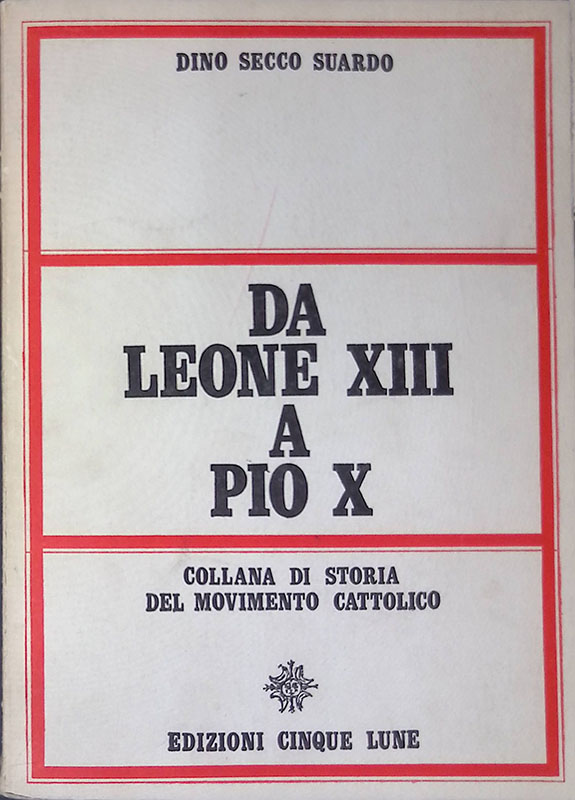 DINO SECCO SUARDO
DA
LEONE XIII
A
PIO X
COLLANA DI STORIA
DEL MOVIMENTO CATTOLICO
EDIZIONI CINQUE LUNE